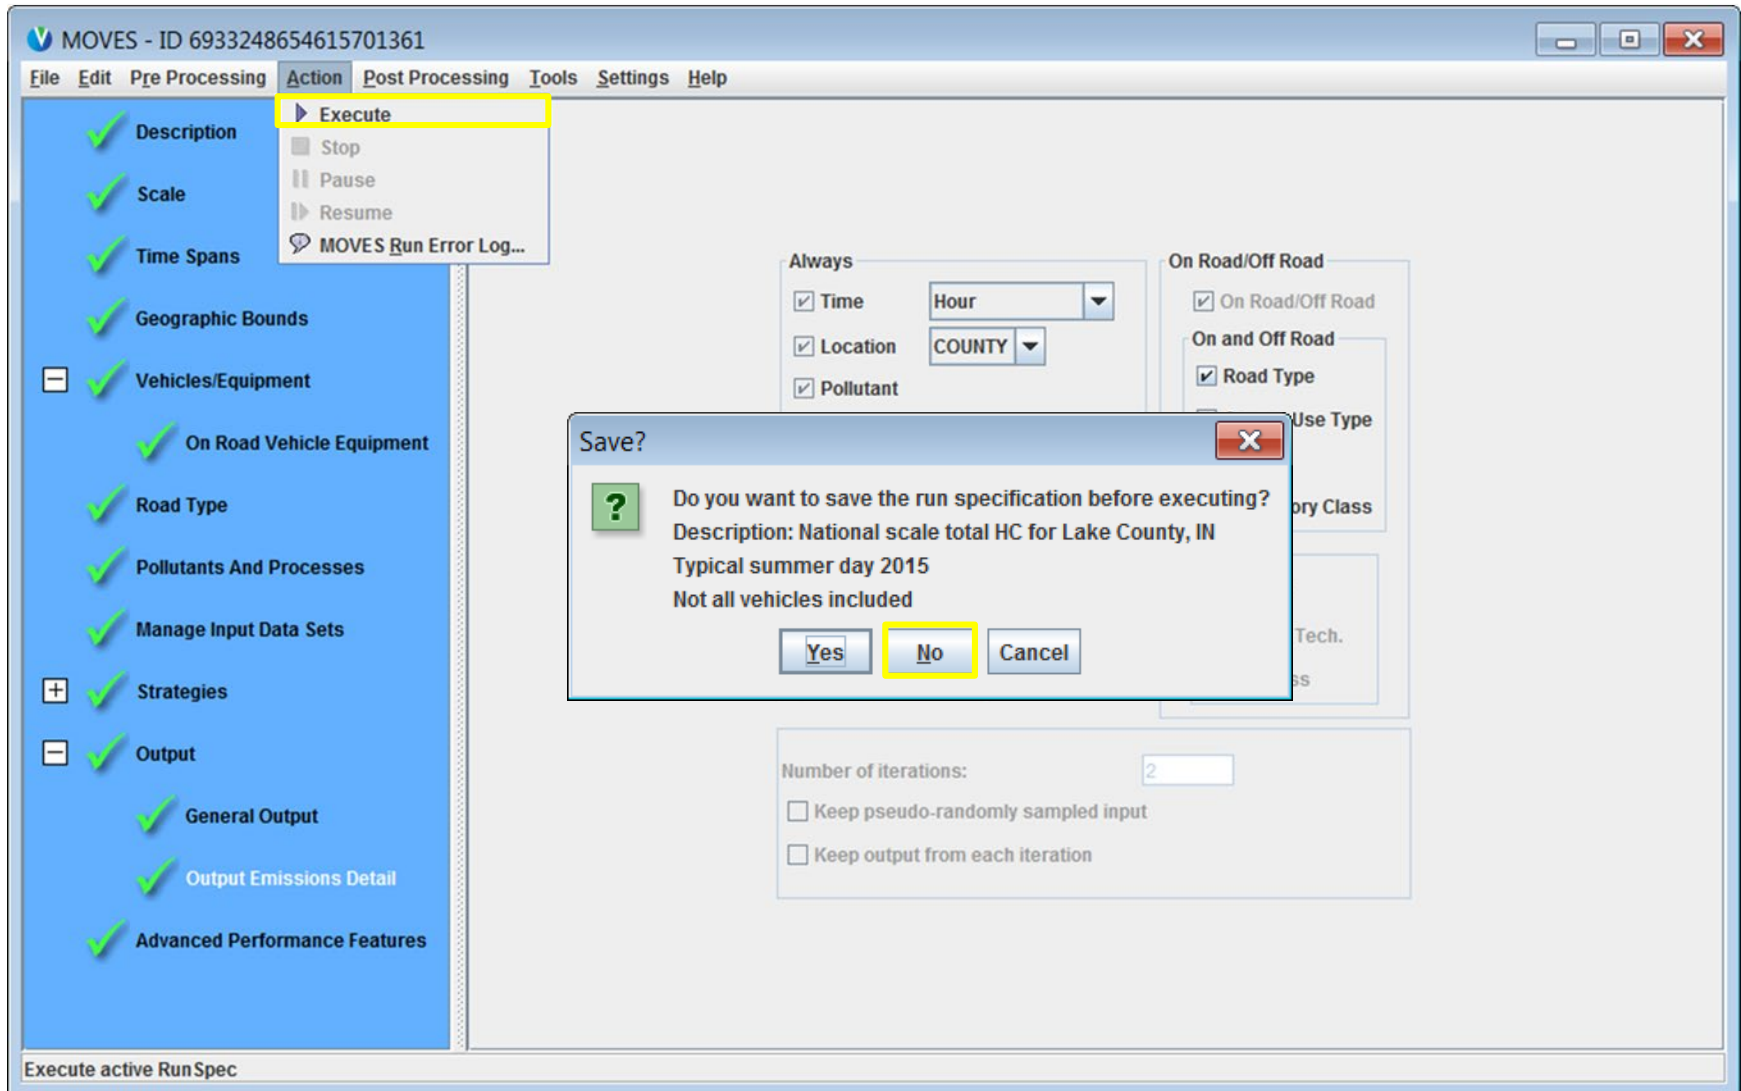 MOVES - ID 6933248654615701361
File Edit Pre Processing Action Post Processing Tools Settings Help
Execute
Stop
Pause
Resume
MOVES Run Error Log...
Description
Scale
Time Spans
Geographic Bounds
Vehicles/Equipment
On Road Vehicle Equipment
Road Type
Pollutants And Processes
Manage Input Data Sets
Strategies
Output
General Output
Output Emissions Detail
Advanced Performance Features
Always
Time Hour
Location COUNTY
Pollutant
On Road/Off Road
On Road/Off Road
On and Off Road
Road Type
Use Type
Class
Tech.
Save?
Do you want to save the run specification before executing?
Description: National scale total HC for Lake County, IN
Typical summer day 2015
Not all vehicles included
Yes No Cancel
Number of iterations: 2
Keep pseudo-randomly sampled input
Keep output from each iteration
Execute active RunSpec